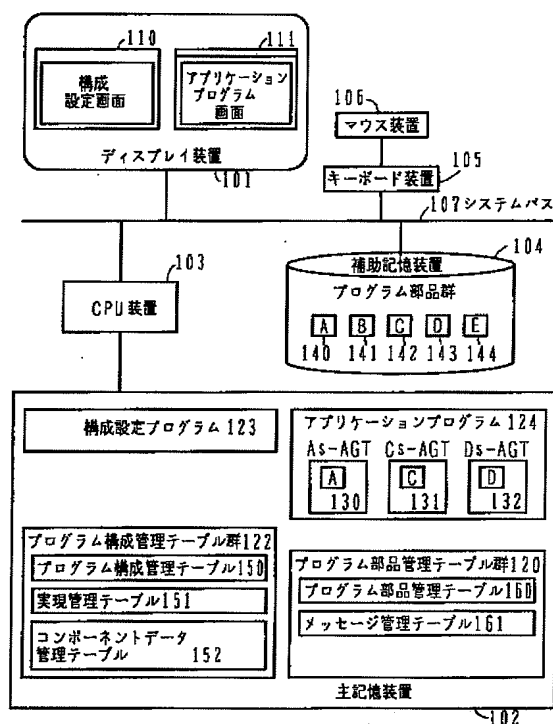 110
111
構成
設定画面
アプリケーション
プログラム
画面
ディスプレイ装置
101
106
マウス装置
105
キーボード装置
107システムバス
104
103
CPU装置
補助記憶装置
プログラム部品群
A B C D E
140 141 142 143 144
構成設定プログラム123
アプリケーションプログラム124
As-AGT Cs-AGT Ds-AGT
A C D
130 131 132
プログラム構成管理テーブル群122
プログラム構成管理テーブル150
実現管理テーブル151
コンポーネントデータ
管理テーブル 152
プログラム部品管理テーブル群120
プログラム部品管理テーブル160
メッセージ管理テーブル161
主記憶装置
102